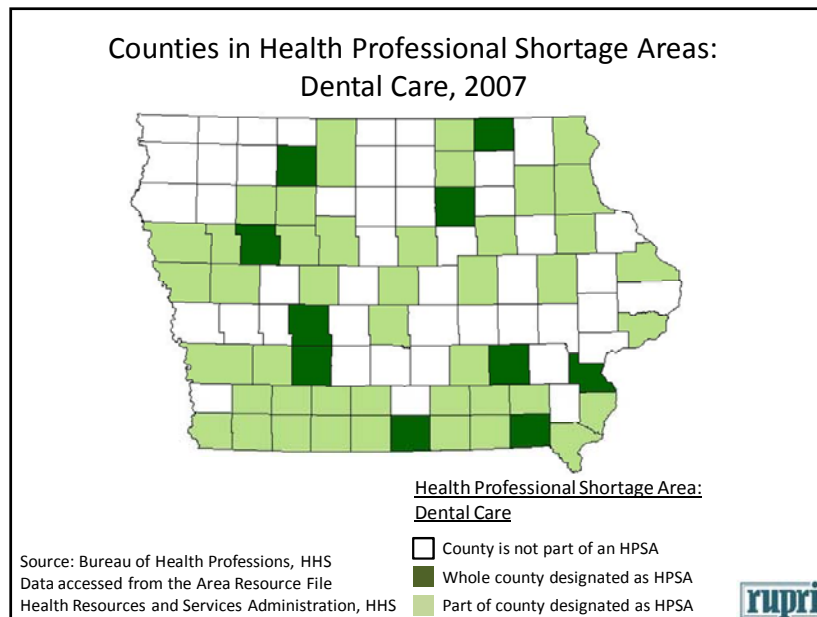 Counties in Health Professional Shortage Areas:
Dental Care, 2007
Health Professional Shortage Area:
Dental Care
County is not part of an HPSA
Whole county designated as HPSA
Part of county designated as HPSA
Source: Bureau of Health Professions, HHS
Data accessed from the Area Resource File
Health Resources and Services Administration, HHS
rupri